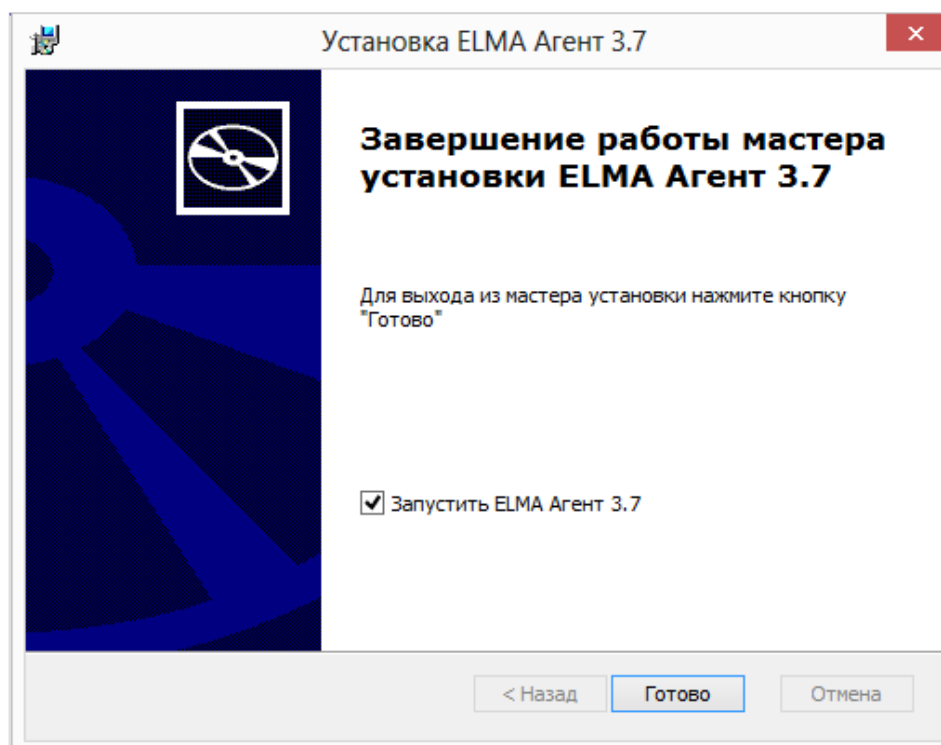 Установка ELMA Агент 3.7
Завершение работы мастера
установки ELMA Агент 3.7
Для выхода из мастера установки нажмите кнопку
"Готово"
Запустить ELMA Агент 3.7
< Назад
Готово
Отмена